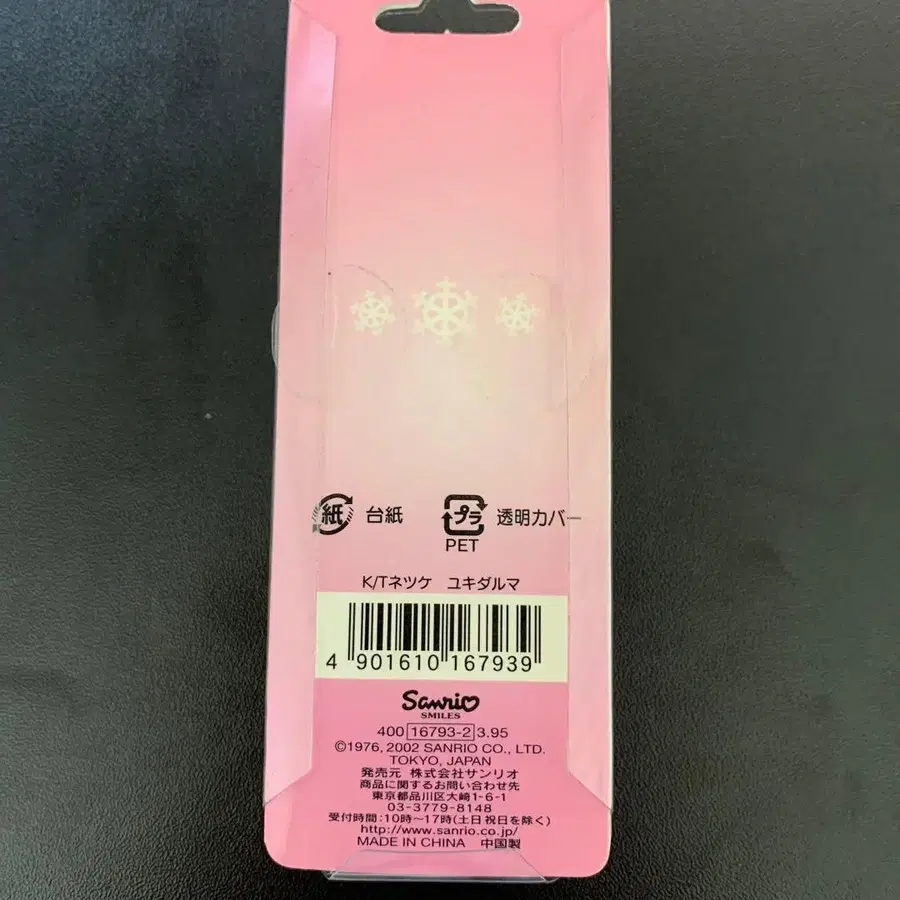 紙 台紙 プラ 透明カバー
PET
K/Tネツケ ユキダルマ
4 901610 167939
Sanrio
SMILES
400 16793-2 3.95
©1976, 2002 SANRIO CO., LTD.
TOKYO, JAPAN
発売元 株式会社サンリオ
商品に関するお問い合わせ先
東京都品川区大崎1-6-1
03-3779-8148
受付時間:10時〜17時(土日祝日を除く)
http://www.sanrio.co.jp/
MADE IN CHINA 中国製